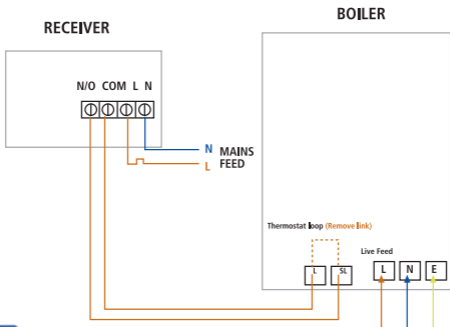 BOILER
RECEIVER
N/O COM L N
N MAINS
L FEED
Thermostat loop (Remove link)
Live Feed
L SL L N E